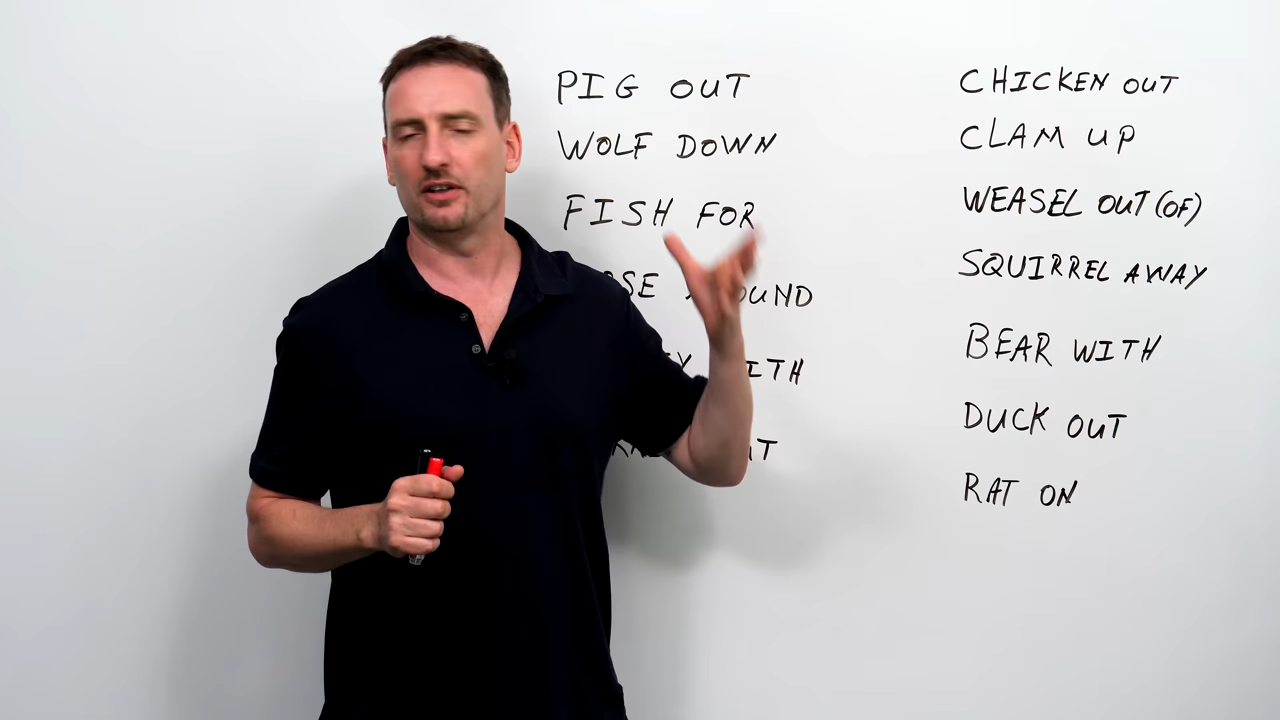 PIG OUT
WOLF DOWN
FISH FOR
CHICKEN OUT
CLAM UP
WEASEL OUT (OF)
SQUIRREL AWAY
BEAR WITH
DUCK OUT
RAT ON